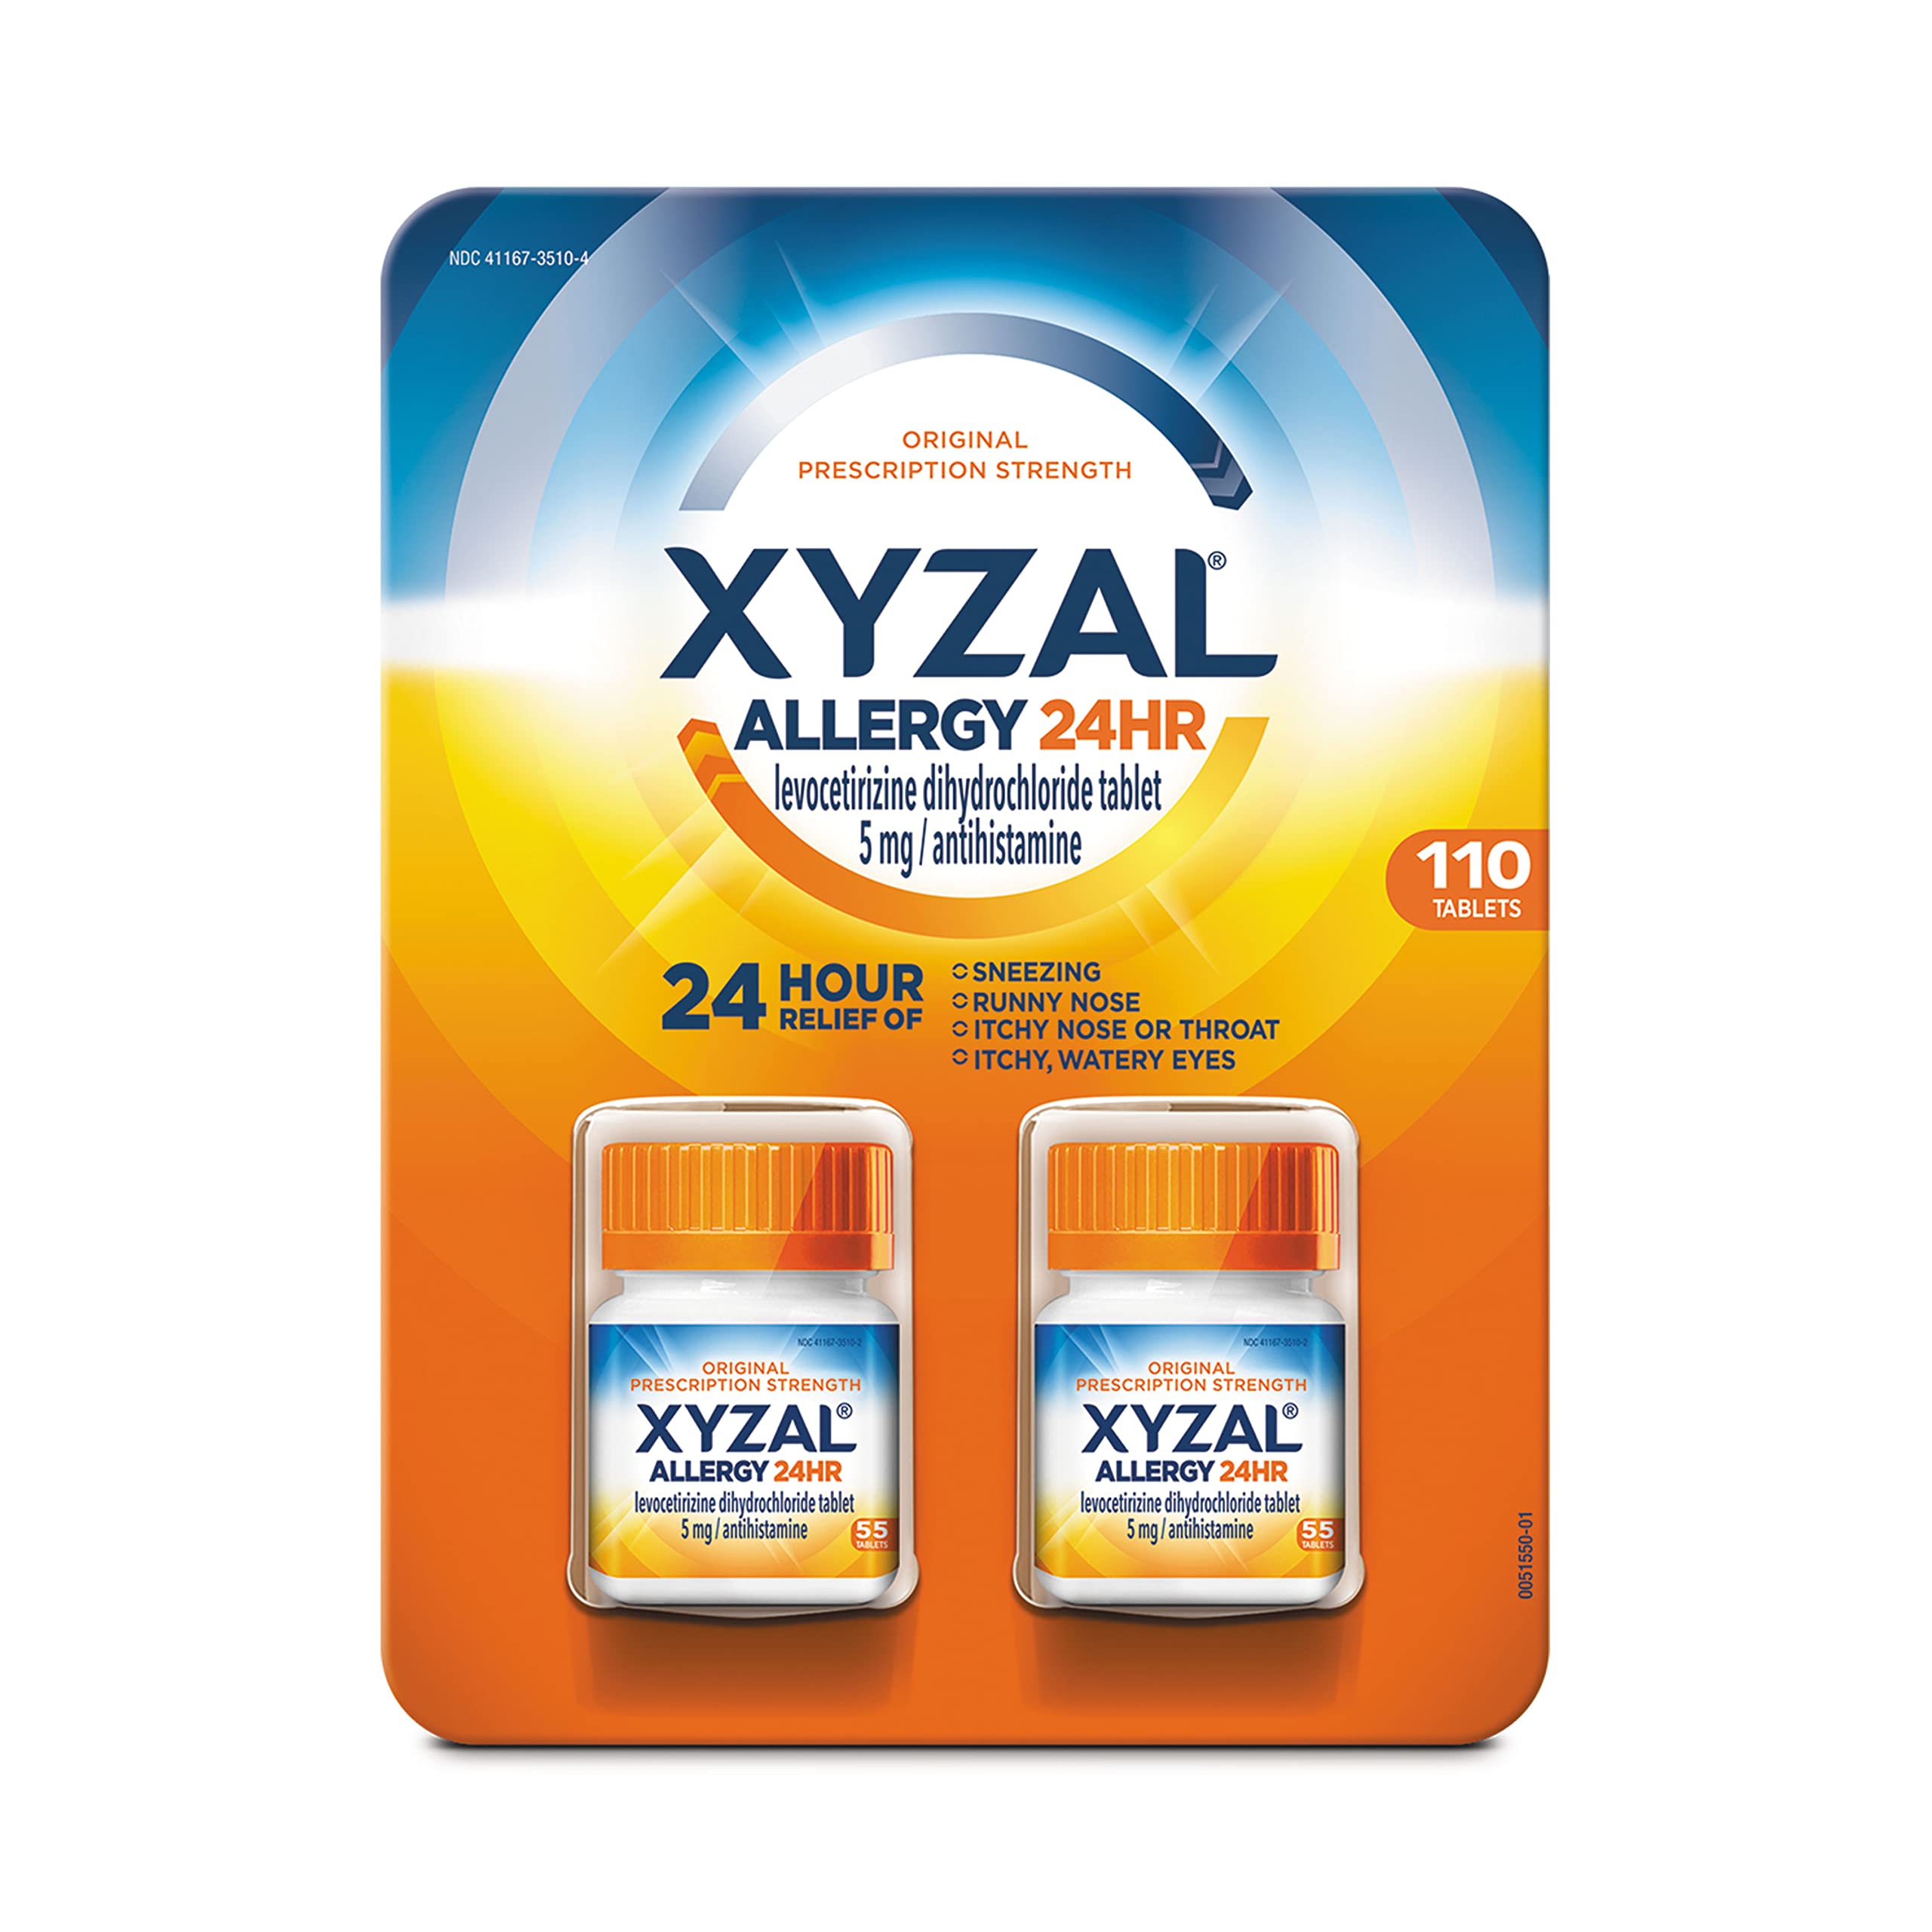 NDC 41167-3510-4
ORIGINAL
PRESCRIPTION STRENGTH
XYZAL®
ALLERGY 24HR
levocetirizine dihydrochloride tablet
5 mg / antihistamine
110
TABLETS
24 HOUR
RELIEF OF
SNEEZING
RUNNY NOSE
ITCHY NOSE OR THROAT
ITCHY, WATERY EYES
NDC 41167-3510-2
ORIGINAL
PRESCRIPTION STRENGTH
XYZAL®
ALLERGY 24HR
levocetirizine dihydrochloride tablet
5 mg / antihistamine
55
TABLETS
NDC 41167-3510-2
ORIGINAL
PRESCRIPTION STRENGTH
XYZAL®
ALLERGY 24HR
levocetirizine dihydrochloride tablet
5 mg / antihistamine
55
TABLETS
0051550-01